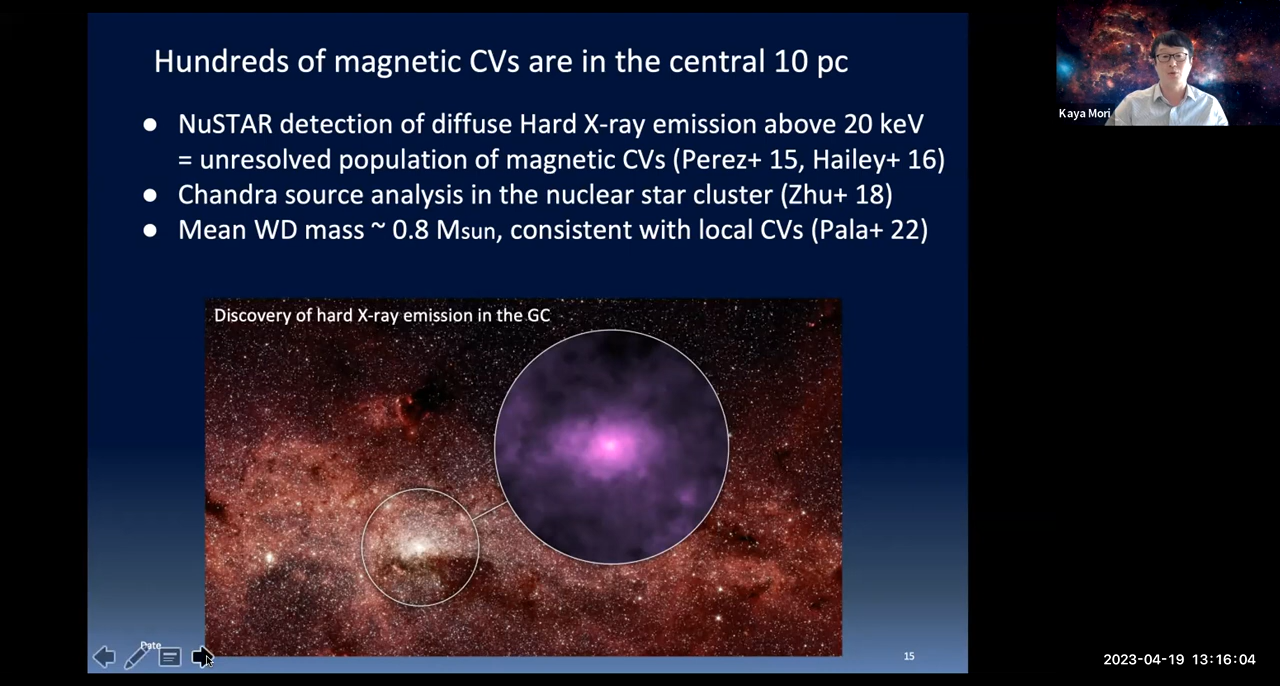 Hundreds of magnetic CVs are in the central 10 pc
● NuSTAR detection of diffuse Hard X-ray emission above 20 keV
= unresolved population of magnetic CVs (Perez+ 15, Hailey+ 16)
● Chandra source analysis in the nuclear star cluster (Zhu+ 18)
● Mean WD mass ~ 0.8 Msun, consistent with local CVs (Pala+ 22)
Discovery of hard X-ray emission in the GC
Date
15
Kaya Mori
2023-04-19 13:16:04